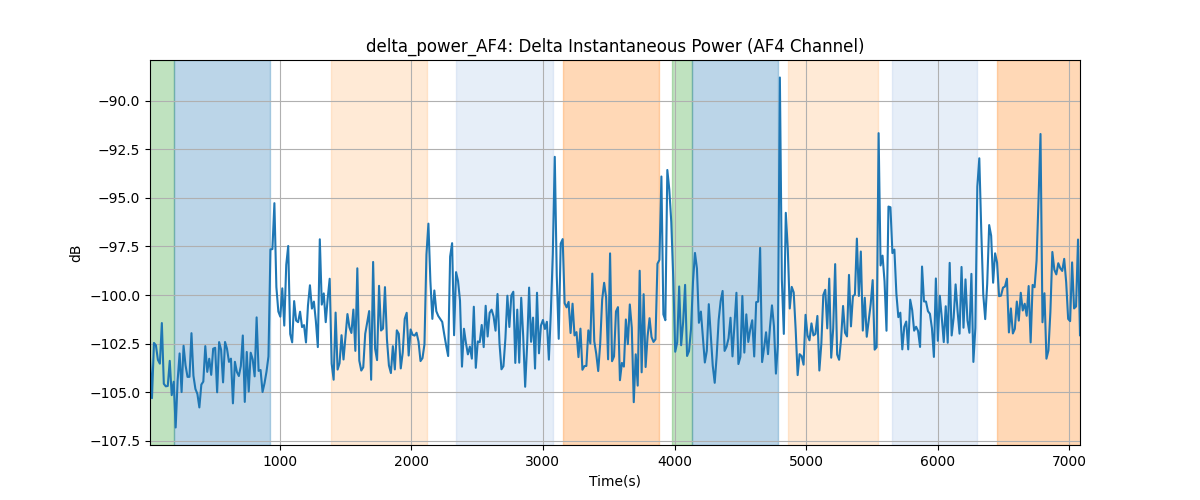 delta_power_AF4: Delta Instantaneous Power (AF4 Channel)
dB
−90.0
−92.5
−95.0
−97.5
−100.0
−102.5
−105.0
−107.5
1000 2000 3000 4000 5000 6000 7000
Time(s)